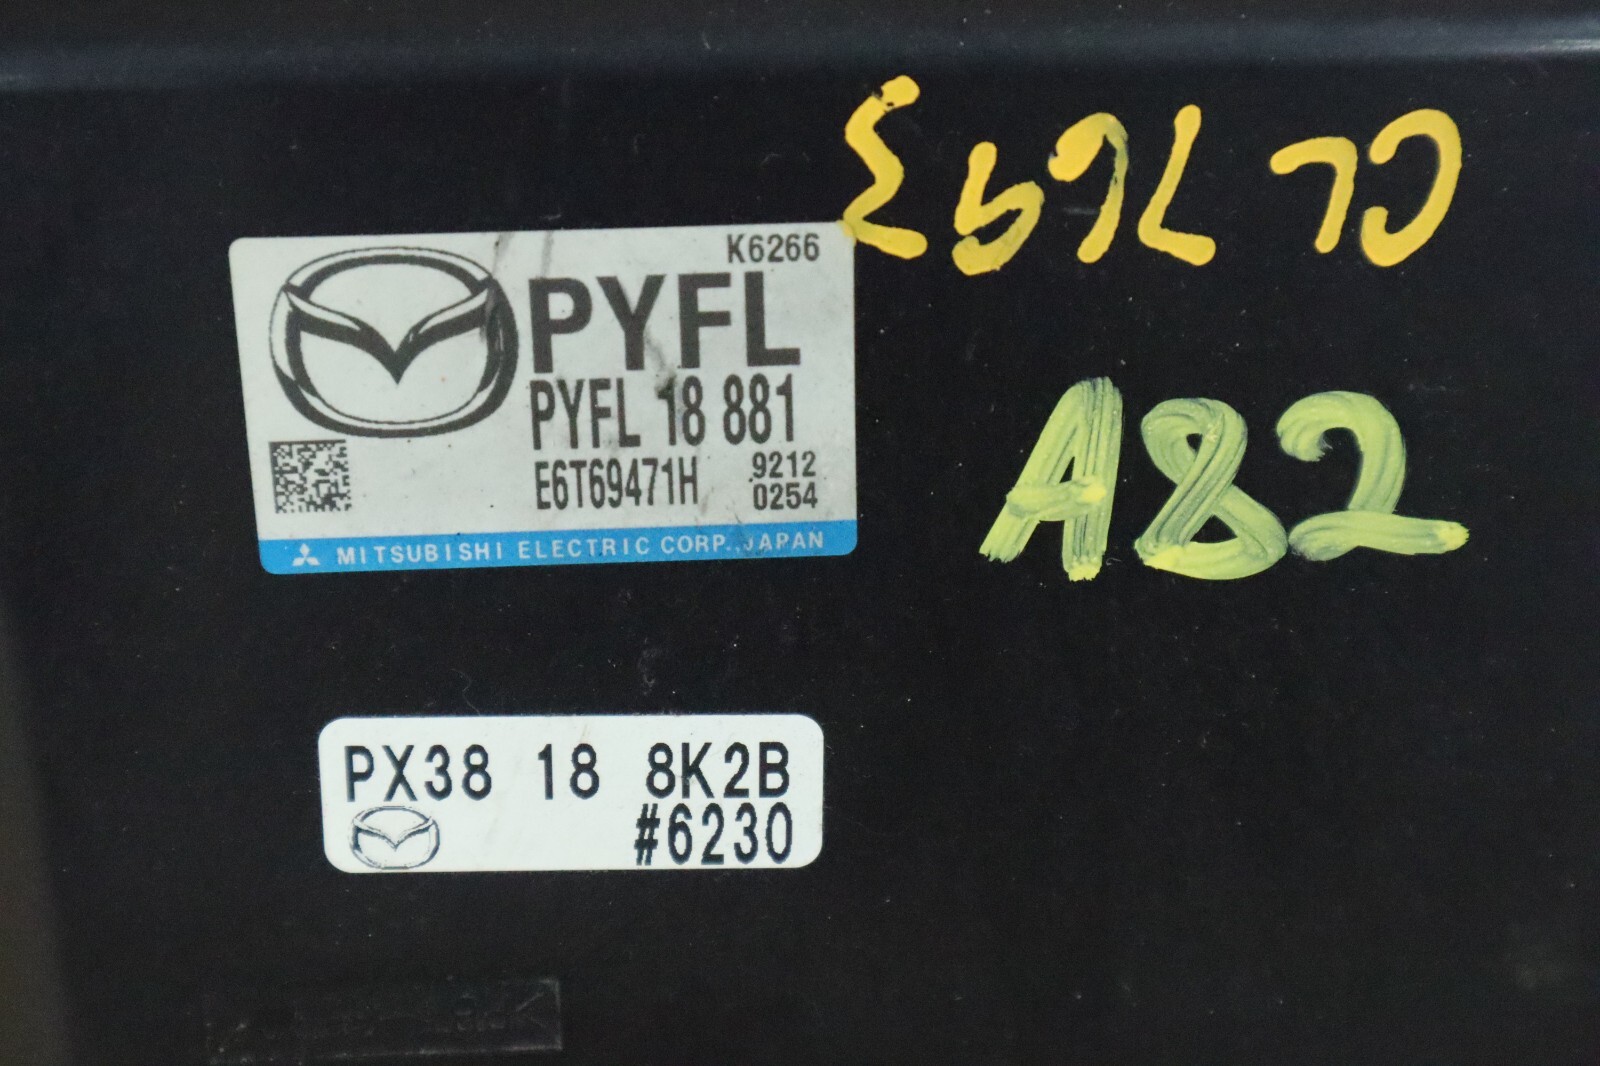 K6266
PYFL
PYFL 18 881
E6T69471H 9212
0254
MITSUBISHI ELECTRIC CORP., JAPAN
A82
PX38 18 8K2B
#6230